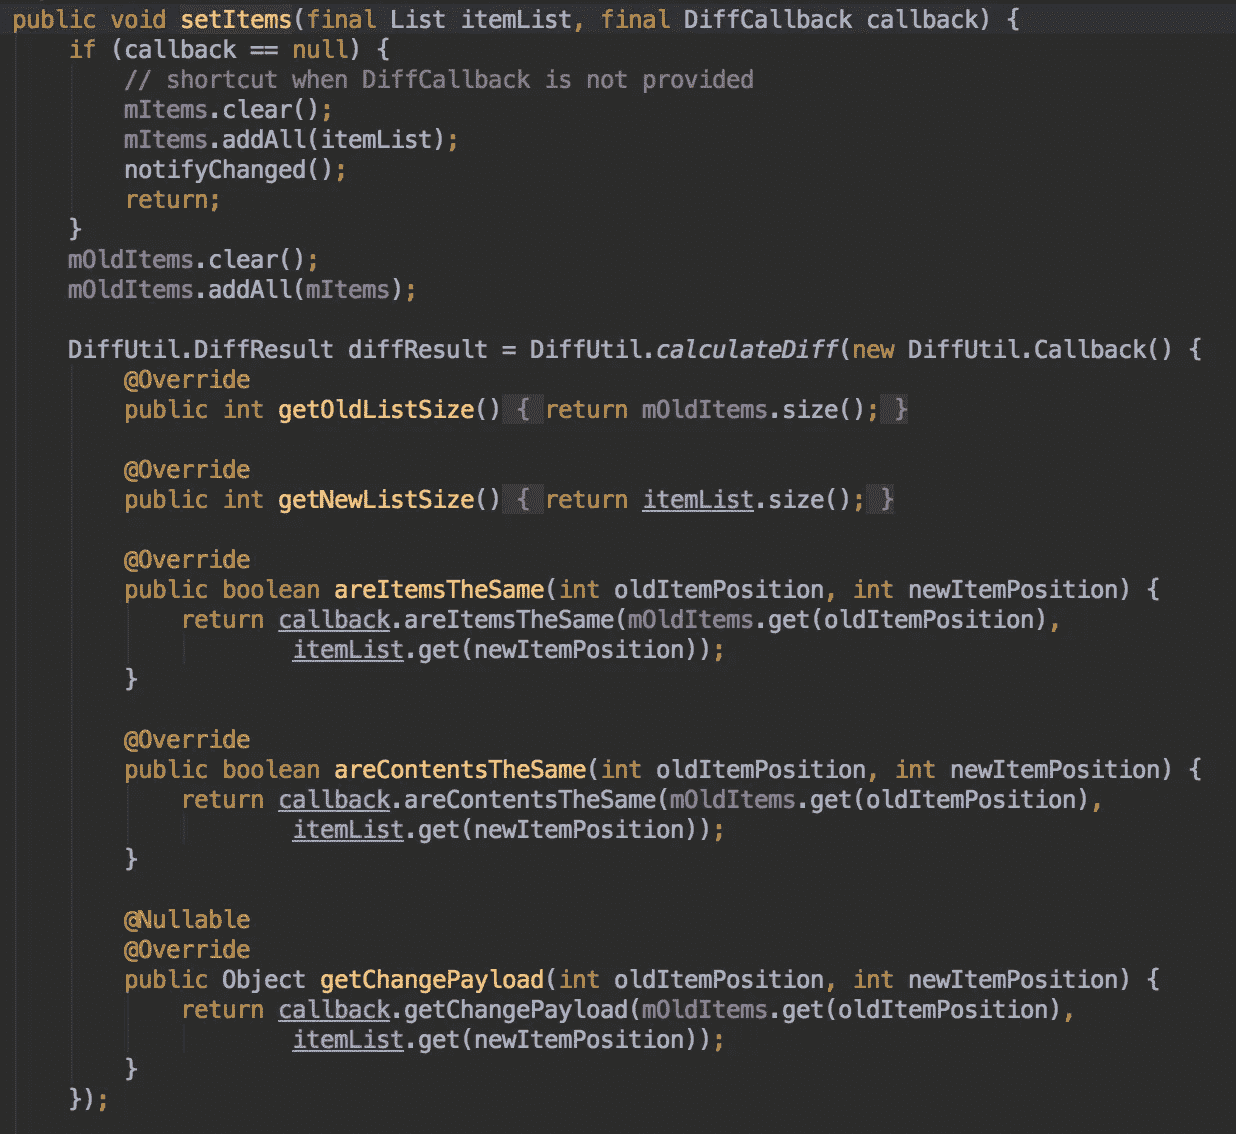 public void setItems(final List itemList, final DiffCallback callback) {
    if (callback == null) {
        // shortcut when DiffCallback is not provided
        mItems.clear();
        mItems.addAll(itemList);
        notifyChanged();
        return;
    }
    mOldItems.clear();
    mOldItems.addAll(mItems);

    DiffUtil.DiffResult diffResult = DiffUtil.calculateDiff(new DiffUtil.Callback() {
        @Override
        public int getOldListSize() { return mOldItems.size(); }

        @Override
        public int getNewListSize() { return itemList.size(); }

        @Override
        public boolean areItemsTheSame(int oldItemPosition, int newItemPosition) {
            return callback.areItemsTheSame(mOldItems.get(oldItemPosition),
                    itemList.get(newItemPosition));
        }

        @Override
        public boolean areContentsTheSame(int oldItemPosition, int newItemPosition) {
            return callback.areContentsTheSame(mOldItems.get(oldItemPosition),
                    itemList.get(newItemPosition));
        }

        @Nullable
        @Override
        public Object getChangePayload(int oldItemPosition, int newItemPosition) {
            return callback.getChangePayload(mOldItems.get(oldItemPosition),
                    itemList.get(newItemPosition));
        }
    });